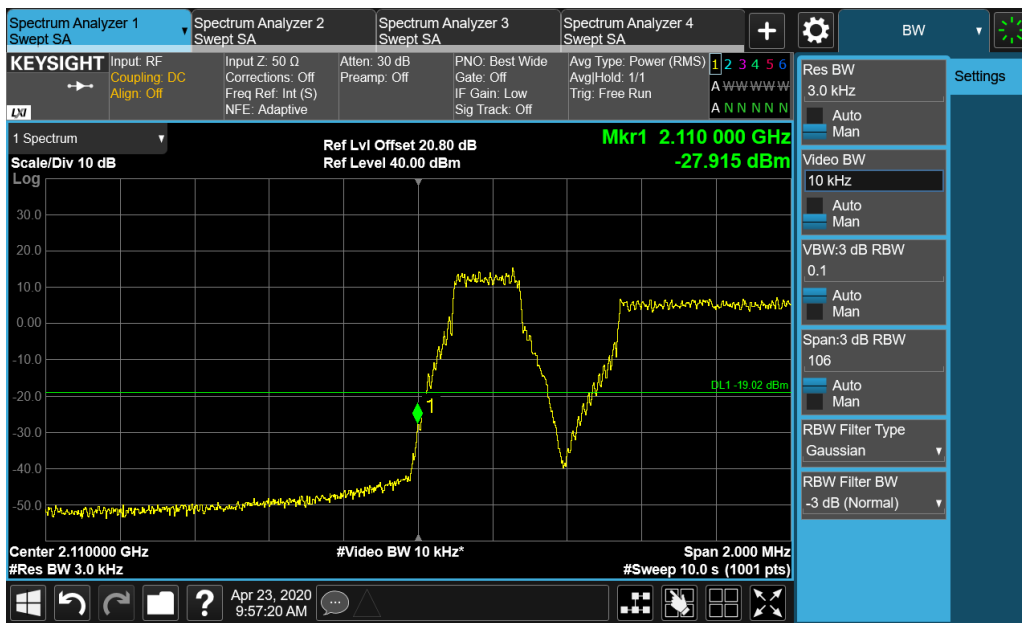 Spectrum Analyzer 1
Swept SA
Spectrum Analyzer 2
Swept SA
Spectrum Analyzer 3
Swept SA
Spectrum Analyzer 4
Swept SA
+
BW
KEYSIGHT
LXI
Input: RF
Coupling: DC
Align: Off
Input Z: 50 Ω
Corrections: Off
Freq Ref: Int (S)
NFE: Adaptive
Atten: 30 dB
Preamp: Off
PNO: Best Wide
Gate: Off
IF Gain: Low
Sig Track: Off
Avg Type: Power (RMS)
Avg|Hold: 1/1
Trig: Free Run
1 2 3 4 5 6
A W W W W W
A N N N N N
1 Spectrum
Scale/Div 10 dB
Log
Ref Lvl Offset 20.80 dB
Ref Level 40.00 dBm
Mkr1 2.110 000 GHz
-27.915 dBm
30.0
20.0
10.0
0.00
-10.0
-20.0
-30.0
-40.0
-50.0
DL1 -19.02 dBm
1
Center 2.110000 GHz
#Res BW 3.0 kHz
#Video BW 10 kHz*
Span 2.000 MHz
#Sweep 10.0 s (1001 pts)
Res BW
3.0 kHz
Auto
Man
Video BW
10 kHz
Auto
Man
VBW:3 dB RBW
0.1
Auto
Man
Span:3 dB RBW
106
Auto
Man
RBW Filter Type
Gaussian
RBW Filter BW
-3 dB (Normal)
Settings
?
Apr 23, 2020
9:57:20 AM